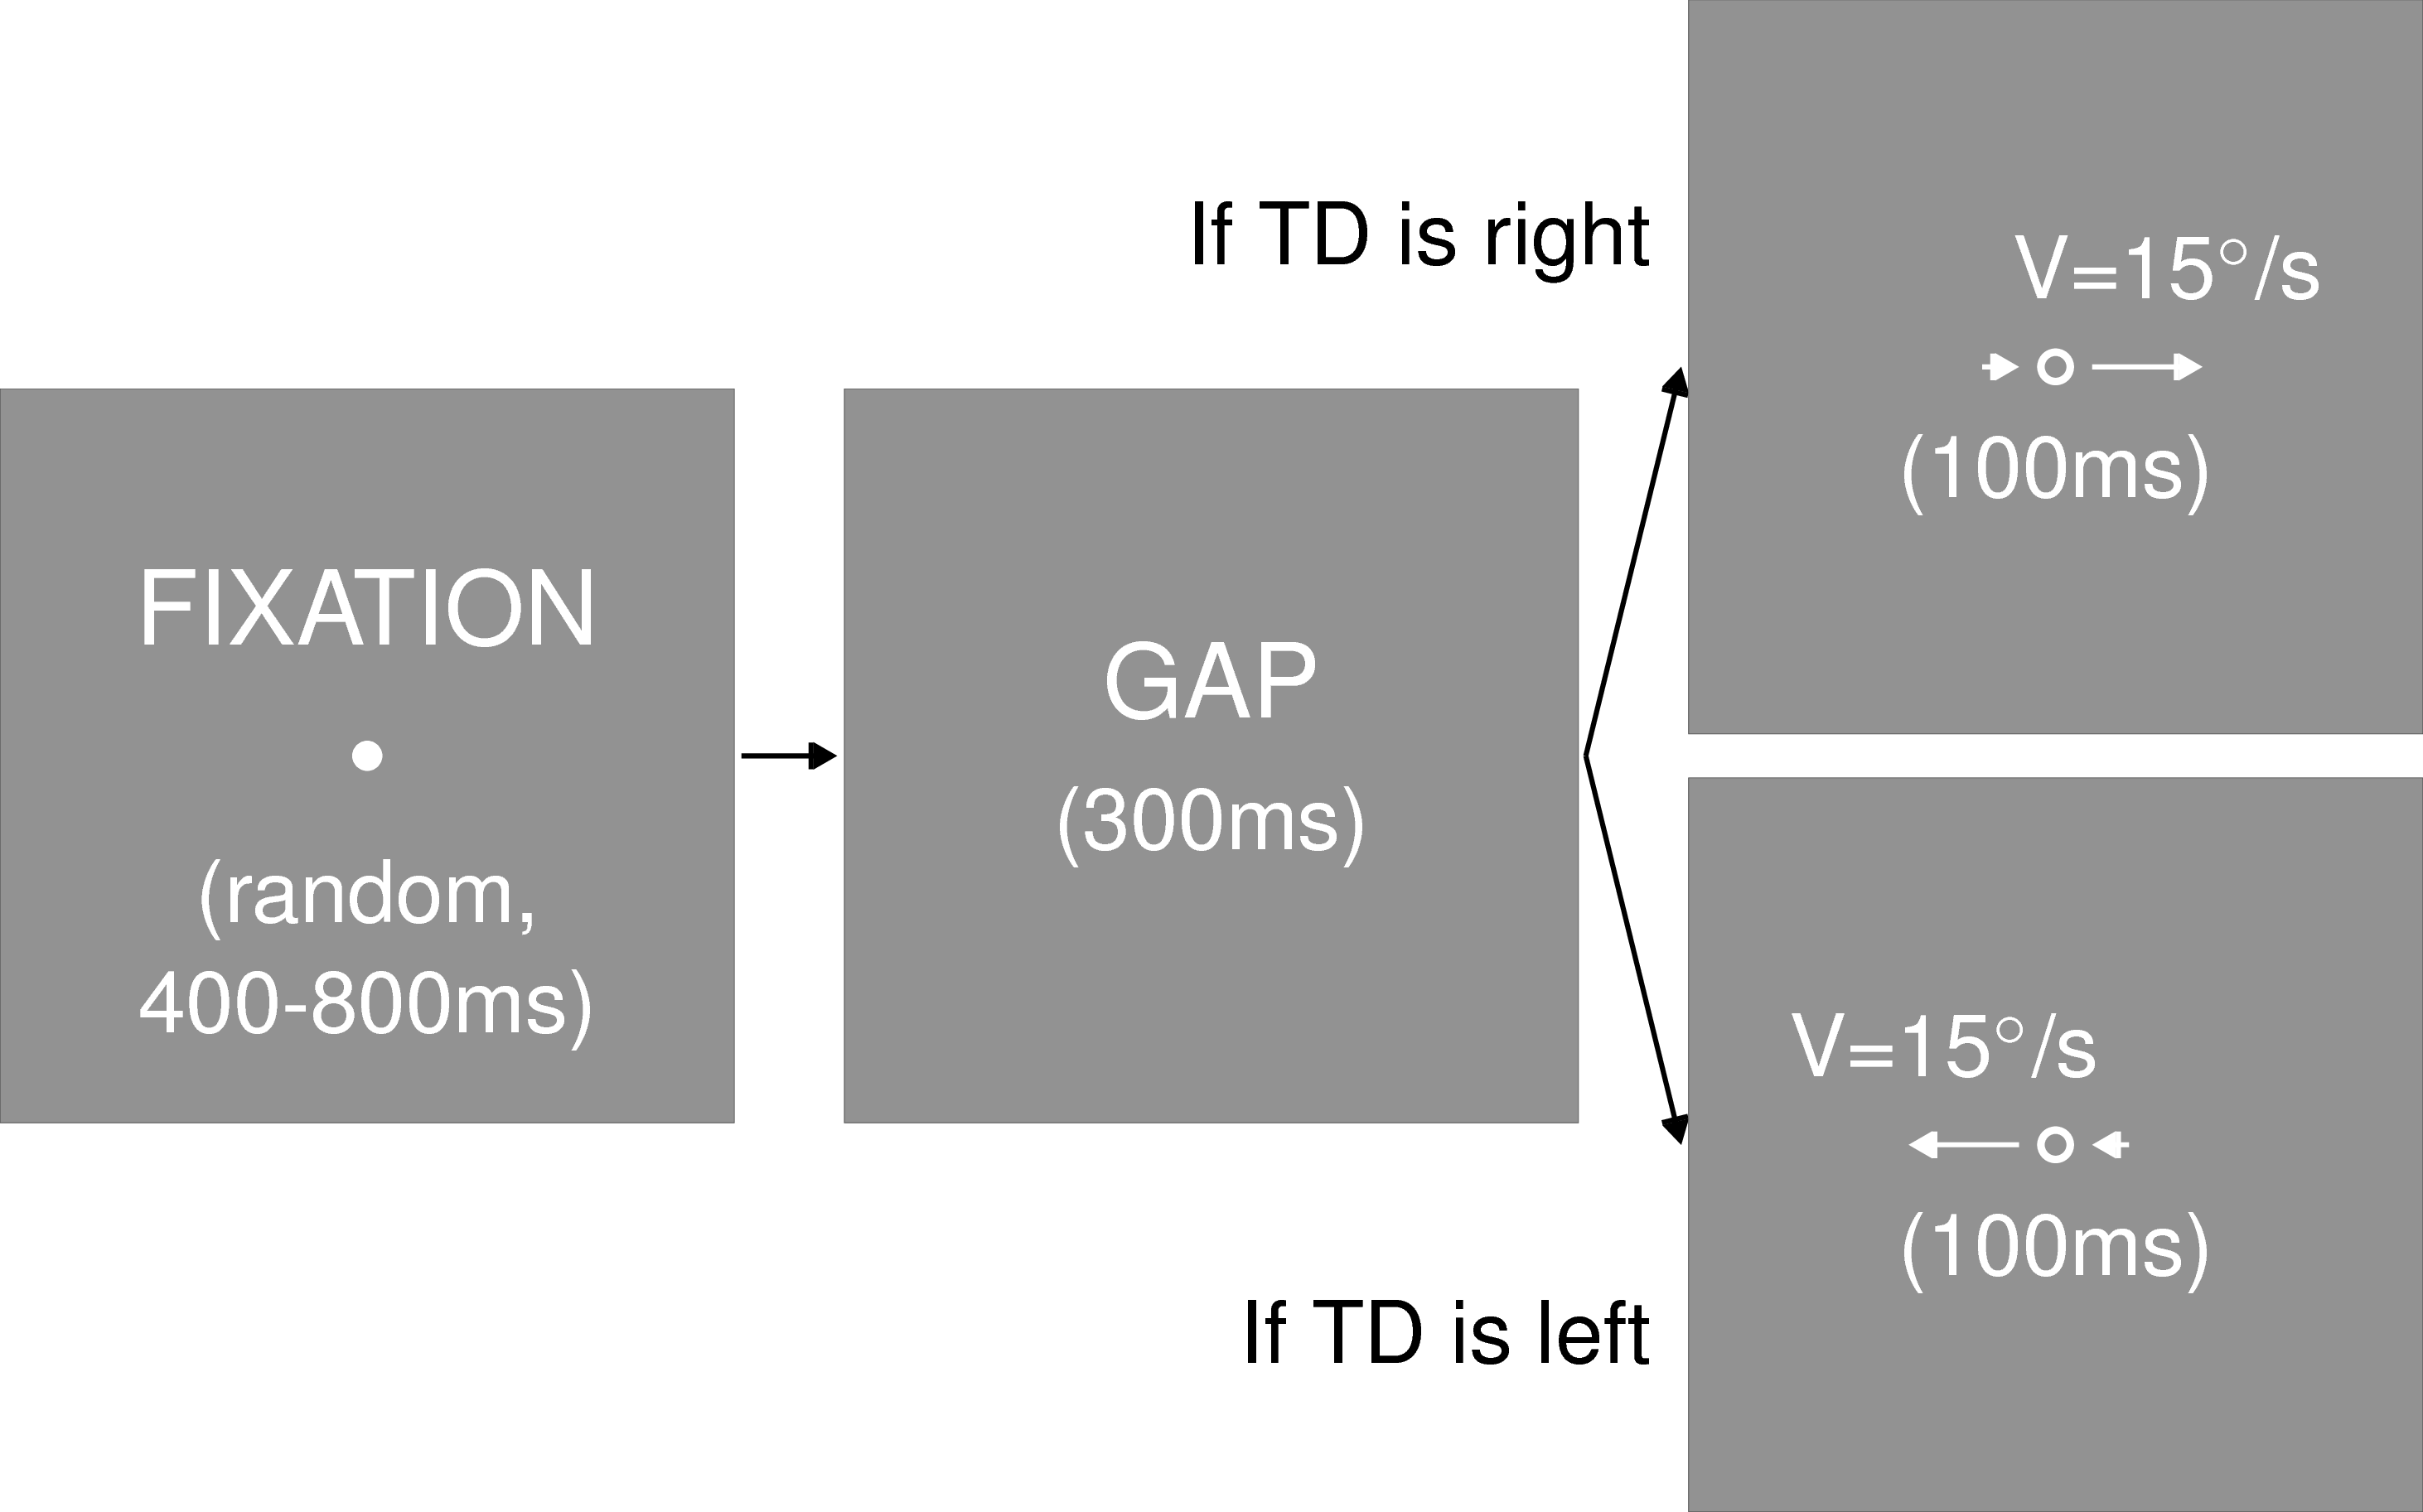 FIXATION
(random,
400-800ms)
GAP
(300ms)
If TD is right
V=15°/s
(100ms)
If TD is left
V=15°/s
(100ms)